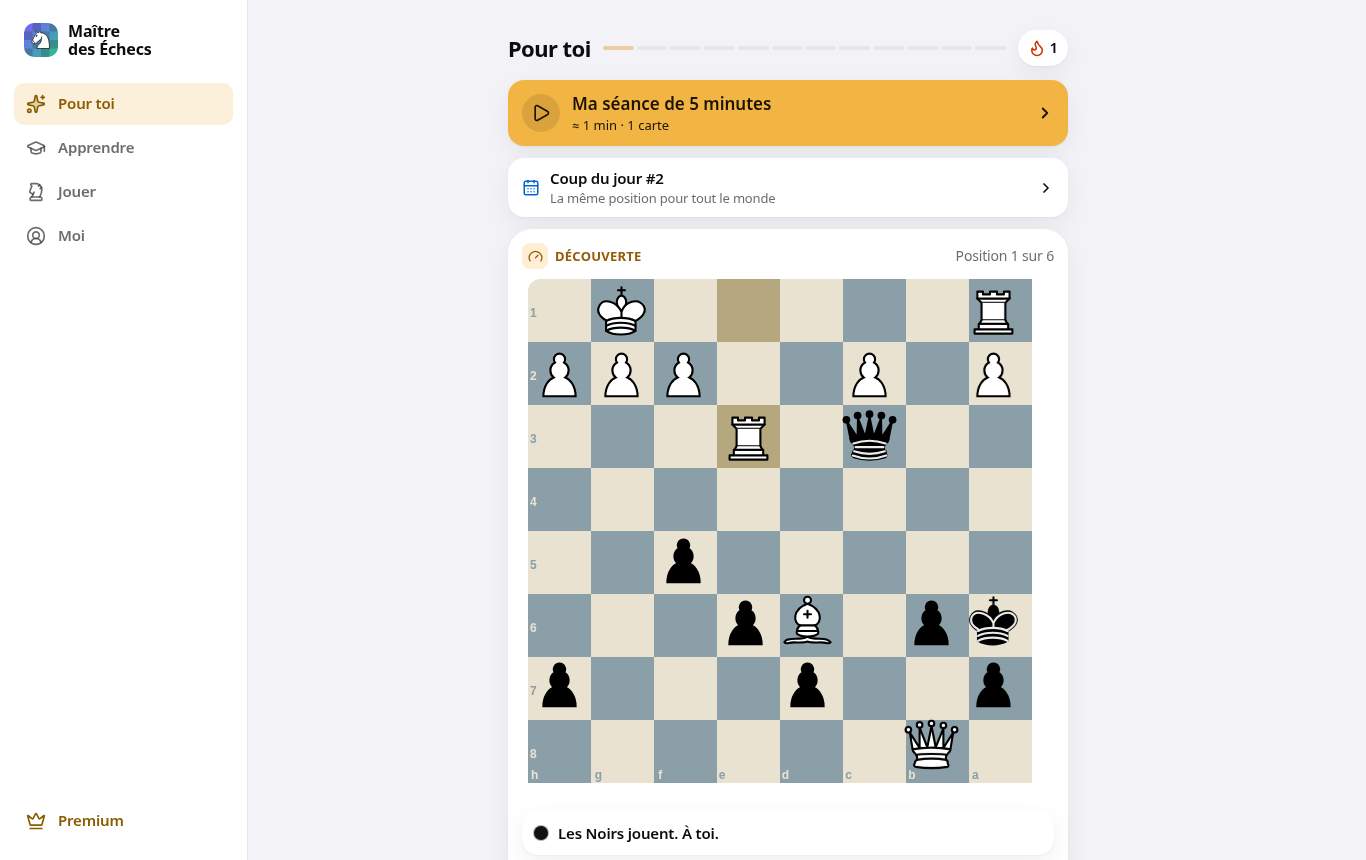 Maître
des Échecs
Pour toi
Apprendre
Jouer
Moi
Premium
Pour toi
1
Ma séance de 5 minutes
≈ 1 min · 1 carte
Coup du jour #2
La même position pour tout le monde
DÉCOUVERTE
Position 1 sur 6
1
2
3
4
5
6
7
8
h g f e d c b a
Les Noirs jouent. À toi.